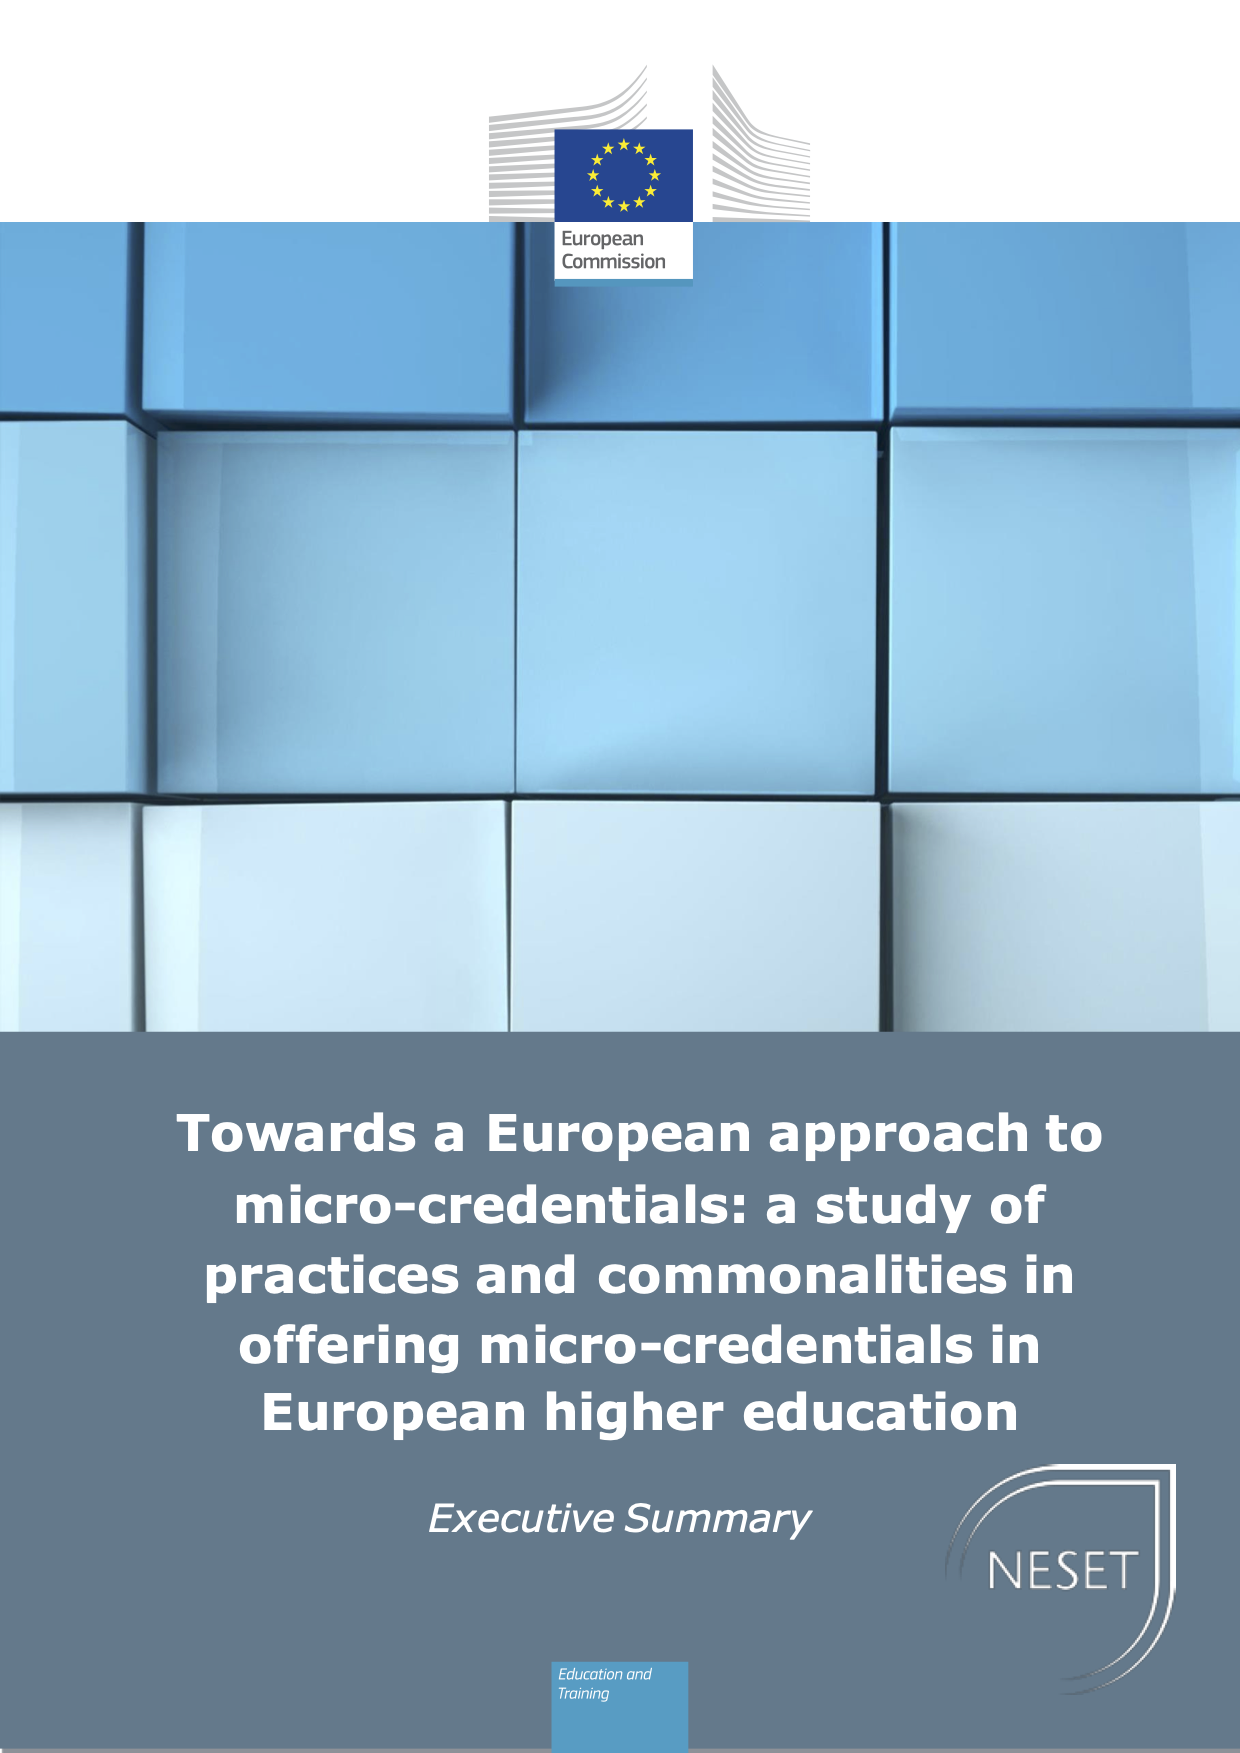 European
Commission
Towards a European approach to
micro-credentials: a study of
practices and commonalities in
offering micro-credentials in
European higher education
Executive Summary
NESET
Education and
Training